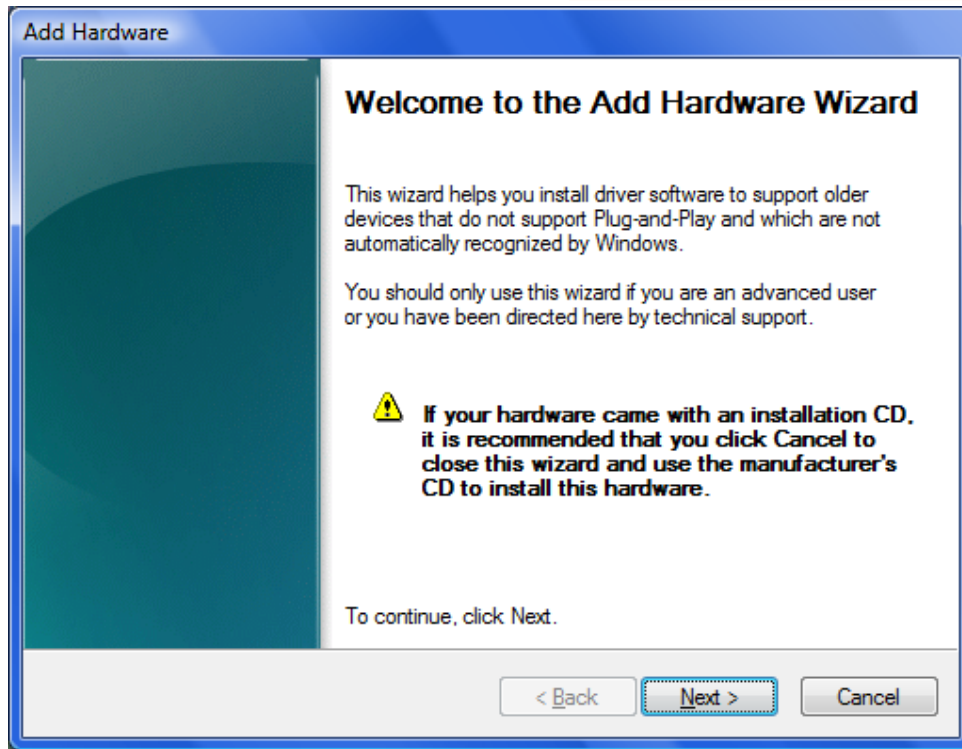 Add Hardware
Welcome to the Add Hardware Wizard
This wizard helps you install driver software to support older
devices that do not support Plug-and-Play and which are not
automatically recognized by Windows.
You should only use this wizard if you are an advanced user
or you have been directed here by technical support.
If your hardware came with an installation CD,
it is recommended that you click Cancel to
close this wizard and use the manufacturer's
CD to install this hardware.
To continue, click Next.
< Back
Next >
Cancel